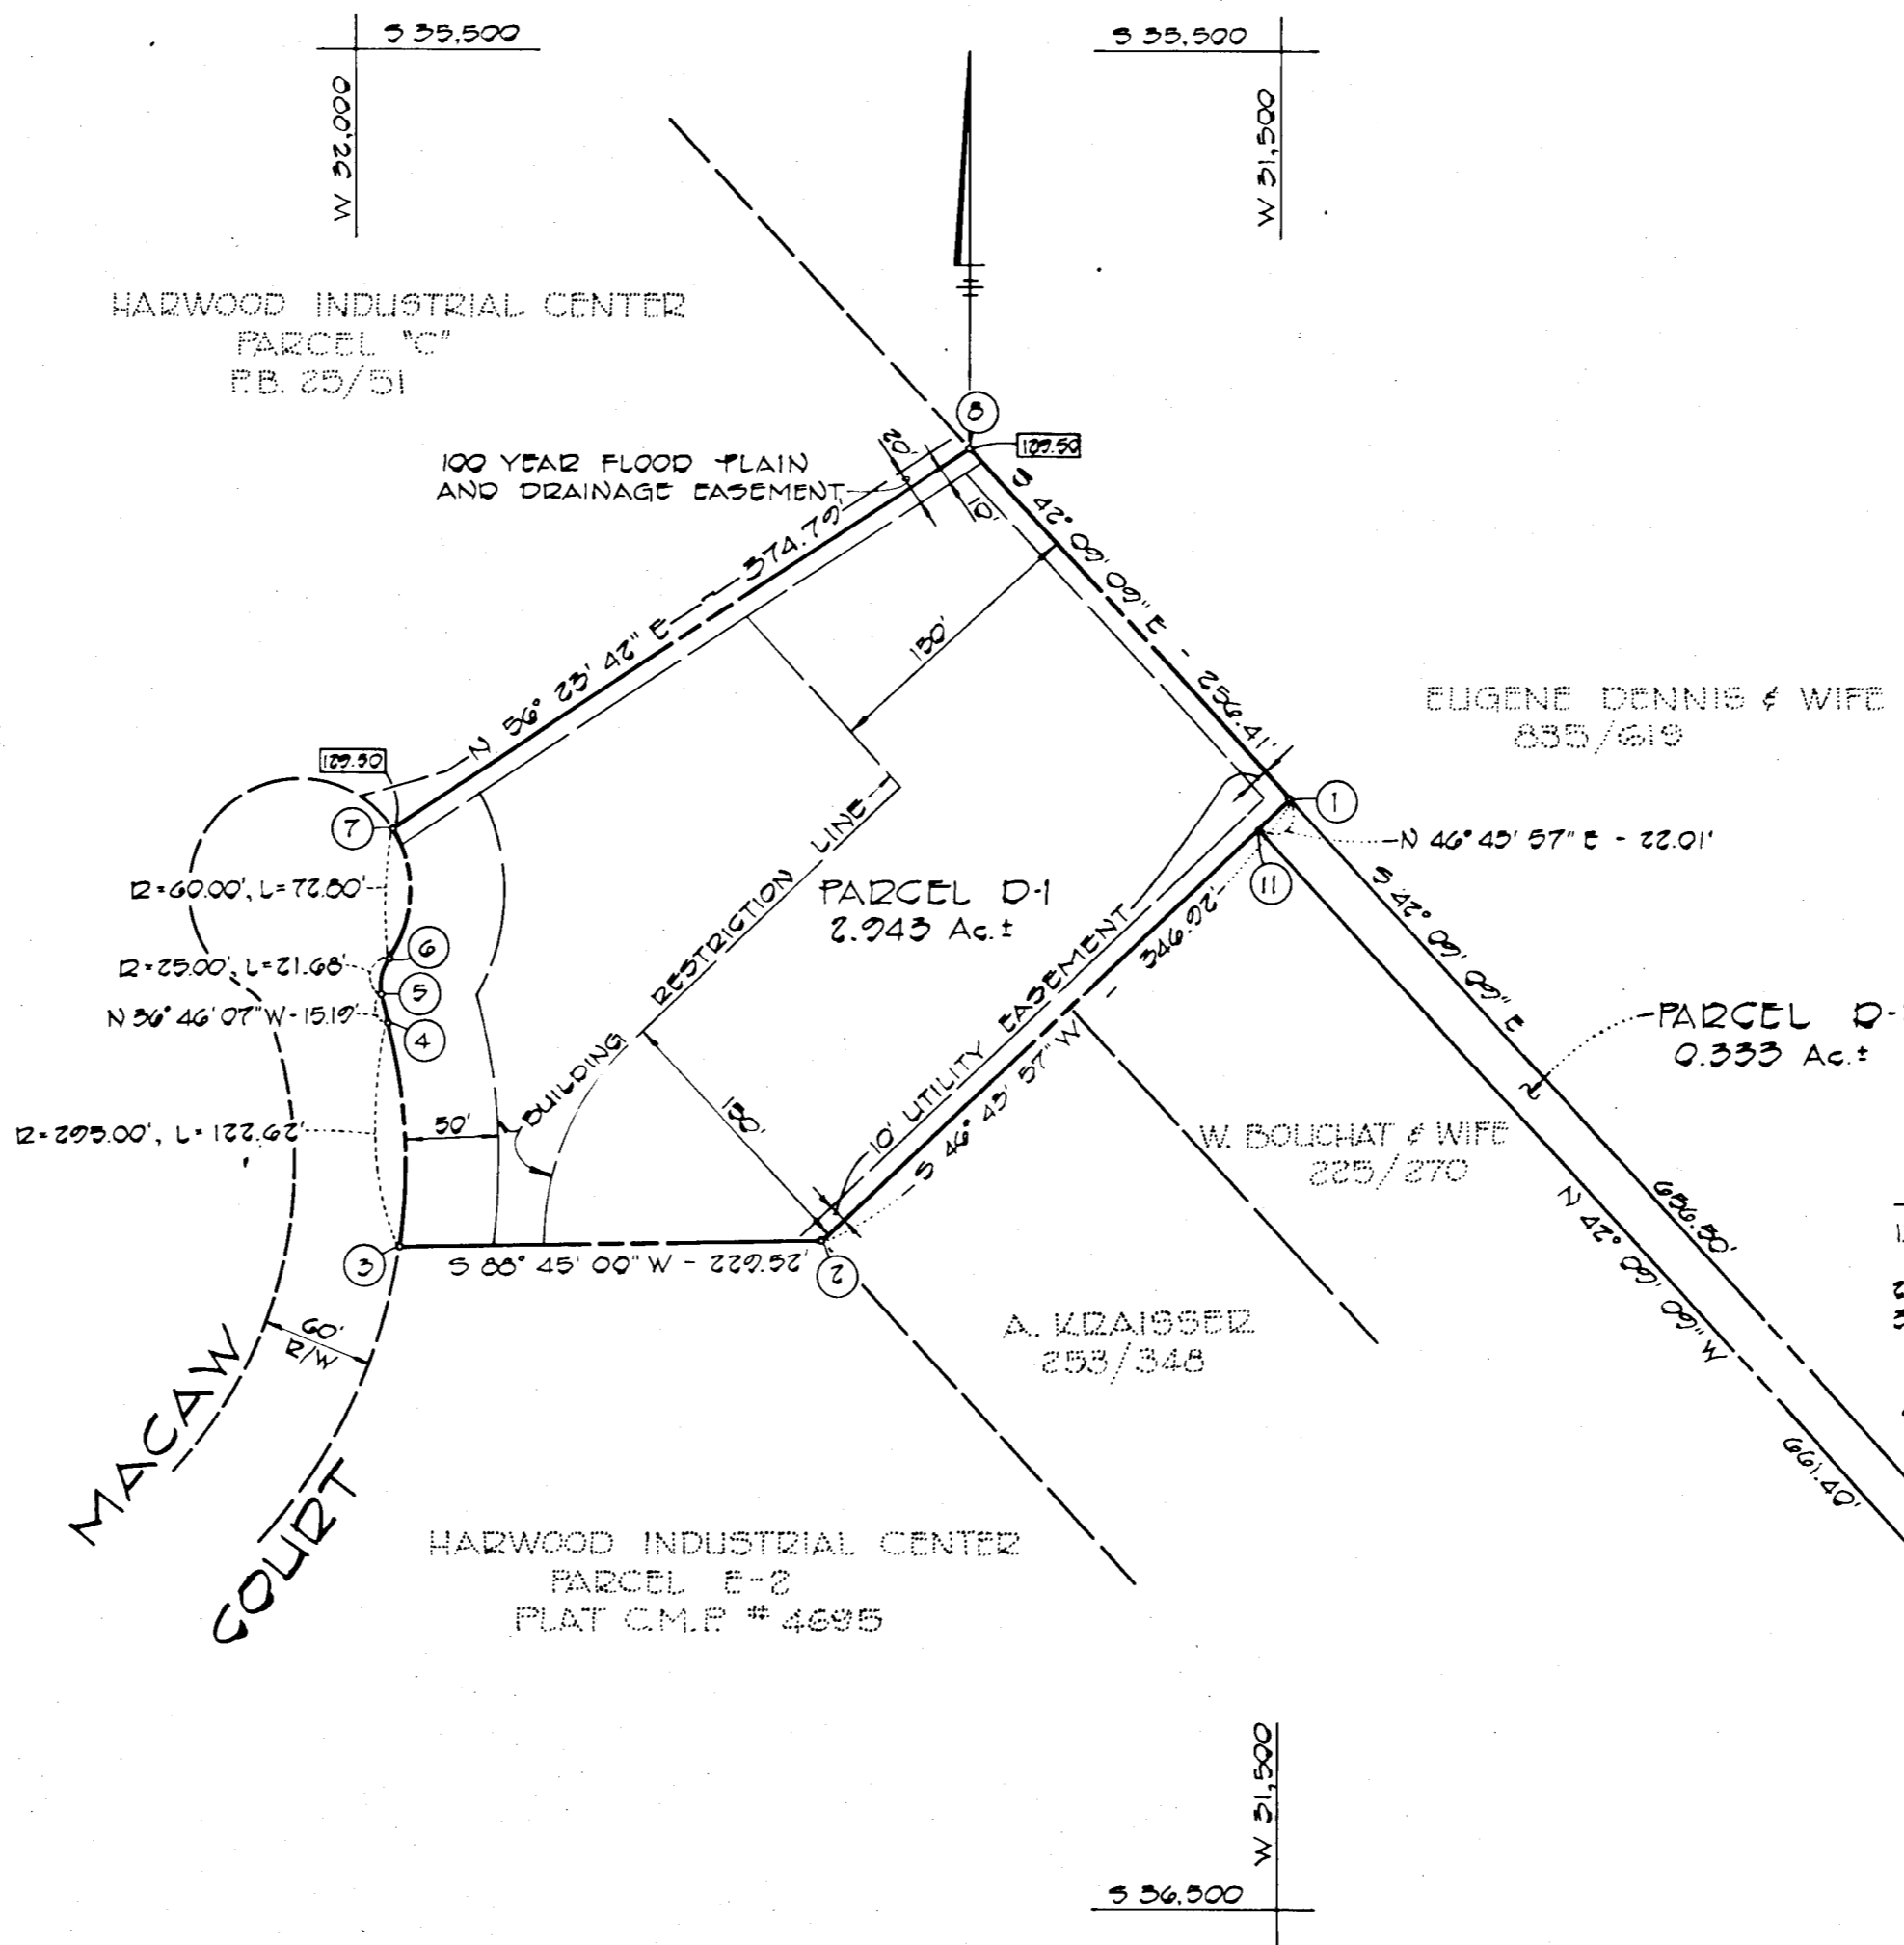 S 35,500
S 35,500
W 32,000
W 31,500
HARWOOD INDUSTRIAL CENTER
PARCEL "C"
P.B. 25/51
8
129.50
100 YEAR FLOOD PLAIN
AND DRAINAGE EASEMENT
20'
10'
N 56° 23' 42" E - 374.79'
S 42° 09' 09" E - 256.41'
150'
EUGENE DENNIS & WIFE
835/619
129.50
7
1
N 46° 43' 57" E - 22.01'
11
R=60.00', L=72.80'
PARCEL D-1
2.943 Ac.±
6
R=25.00', L=21.68'
5
N 36° 46' 07" W - 15.19'
4
BUILDING RESTRICTION LINE
10' UTILITY EASEMENT
S 46° 43' 57" W - 346.92'
S 42° 09' 09" E
656.50'
PARCEL D-
0.333 Ac.±
R=295.00', L=122.62'
50'
150'
W. BOUCHAT & WIFE
225/270
N 42° 09' 09" W
661.40'
3
S 88° 45' 00" W - 229.52'
2
60'
R/W
A. KRAISSER
253/348
MACAW
COURT
HARWOOD INDUSTRIAL CENTER
PARCEL E-2
PLAT C.M.P. # 4695
W 31,500
S 36,500